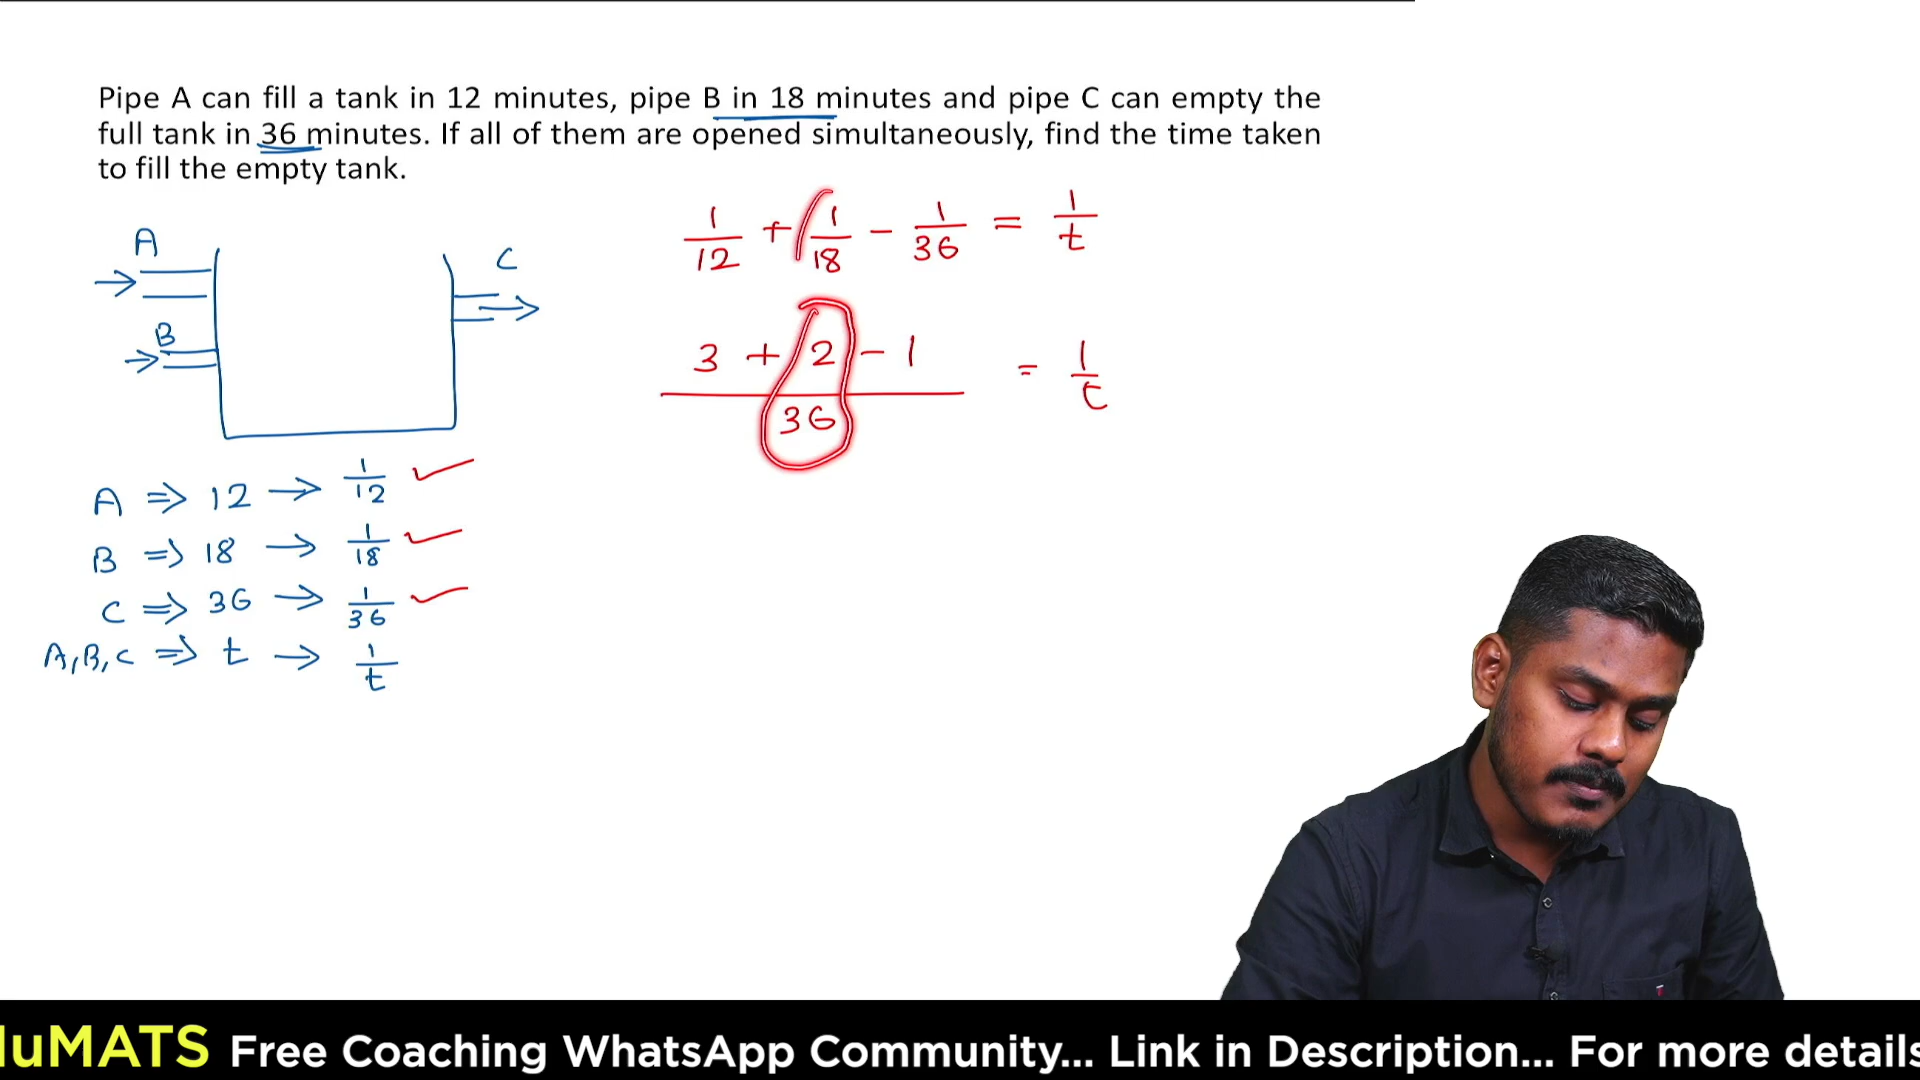 Pipe A can fill a tank in 12 minutes, pipe B in 18 minutes and pipe C can empty the
full tank in 36 minutes. If all of them are opened simultaneously, find the time taken
to fill the empty tank.
1/12 + 1/18 - 1/36 = 1/t
(3 + 2 - 1)/36 = 1/t
A
B
C
A ⇒ 12 → 1/12 ✓
B ⇒ 18 → 1/18 ✓
C ⇒ 36 → 1/36 ✓
A,B,C ⇒ t → 1/t
uMATS Free Coaching WhatsApp Community... Link in Description... For more details